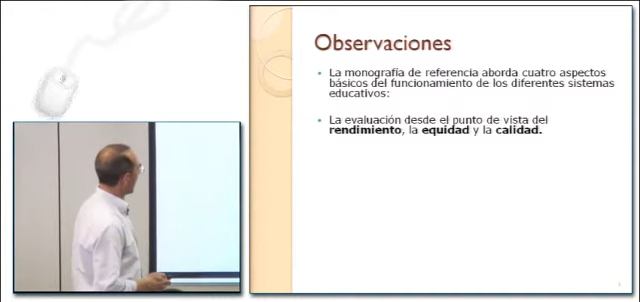 Observaciones
La monografía de referencia aborda cuatro aspectos
básicos del funcionamiento de los diferentes sistemas
educativos:
La evaluación desde el punto de vista del
rendimiento, la equidad y la calidad.